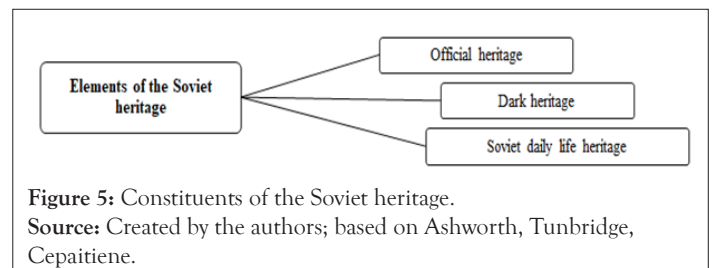 Official heritage
Elements of the Soviet
heritage
Dark heritage
Soviet daily life heritage
Figure 5: Constituents of the Soviet heritage.
Source: Created by the authors; based on Ashworth, Tunbridge,
Cepaitiene.